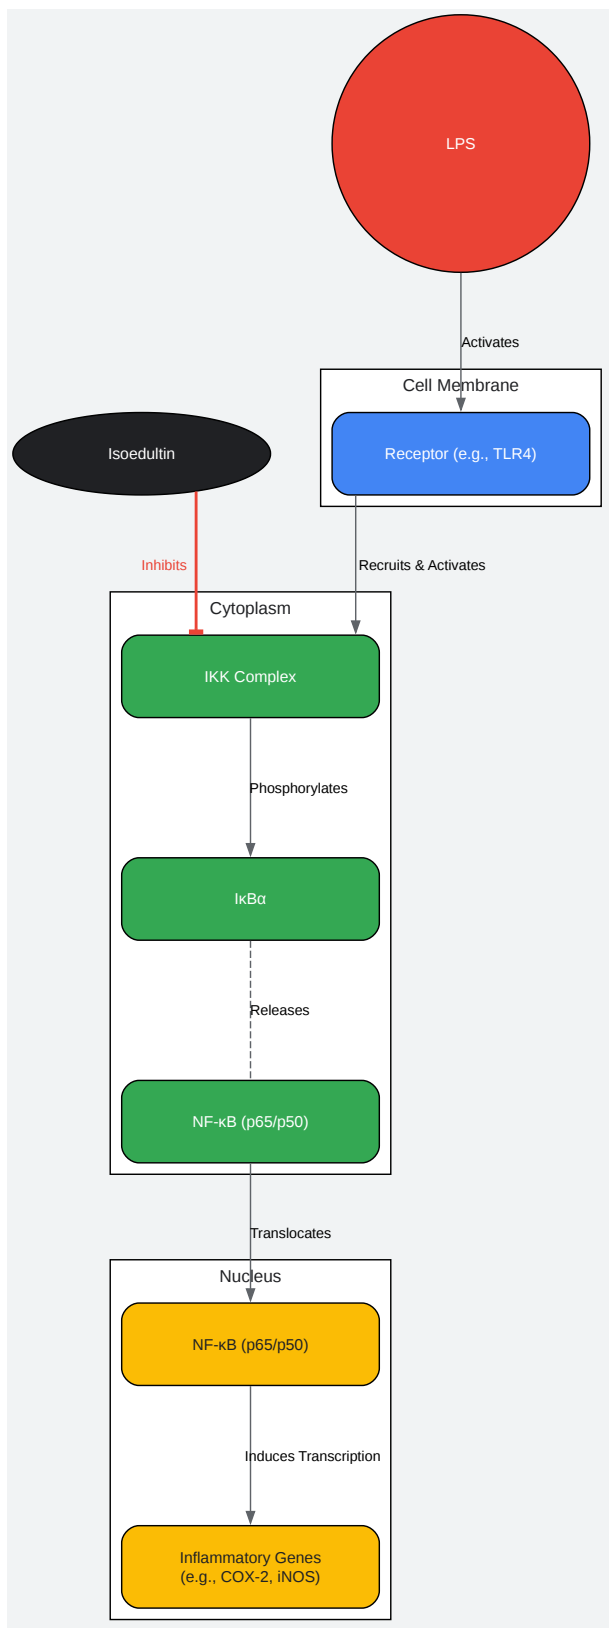 LPS
Activates
Cell Membrane
Receptor (e.g., TLR4)
Isoedultin
Inhibits
Recruits & Activates
Cytoplasm
IKK Complex
Phosphorylates
IκBα
Releases
NF-κB (p65/p50)
Translocates
Nucleus
NF-κB (p65/p50)
Induces Transcription
Inflammatory Genes
(e.g., COX-2, iNOS)